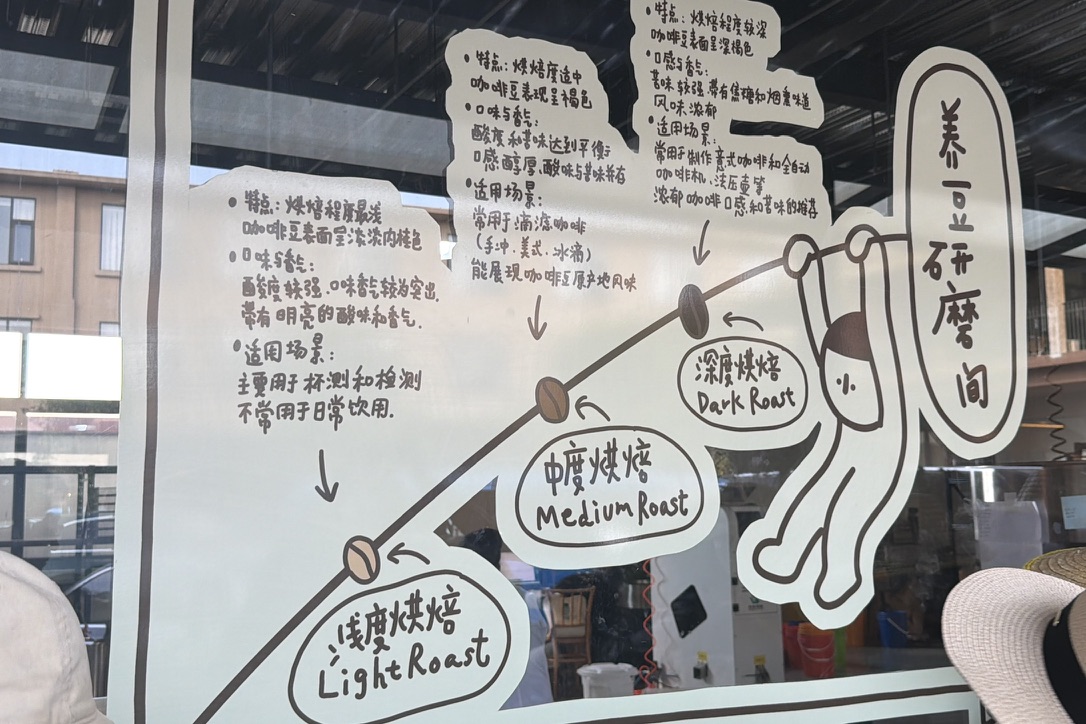 • 特点：烘焙程度最浅
咖啡豆表面呈淡淡肉桂色
• 口味与香气：
酸度较强、口味香气较为突出.
带有明亮的酸味和香气.
• 适用场景：
主要用于杯测和检测
不常用于日常饮用.
浅度烘焙
Light Roast
• 特点：烘焙度适中
咖啡豆表现呈褐色
• 口味与香气：
酸度和苦味达到平衡
口感醇厚、酸味与苦味并存
• 适用场景：
常用于滴滤咖啡
(手冲、美式、冰滴)
能展现咖啡豆原产地风味
中度烘焙
Medium Roast
• 特点：烘焙程度较深
咖啡豆表面呈深褐色
• 口感与香气：
苦味较强、带有焦糖和烟熏味道
风味浓郁
• 适用场景：
常用于制作意式咖啡和全自动
咖啡机、法压壶等
浓郁咖啡口感和苦味的推荐
深度烘焙
Dark Roast
养豆研磨间